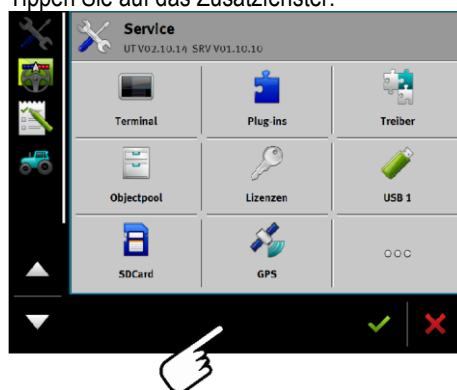 Tippen Sie auf das Zusatzfenster.
Service
UT V02.10.14 SRV V01.10.10
Terminal
Plug-ins
Treiber
Objectpool
Lizenzen
USB 1
SDCard
GPS